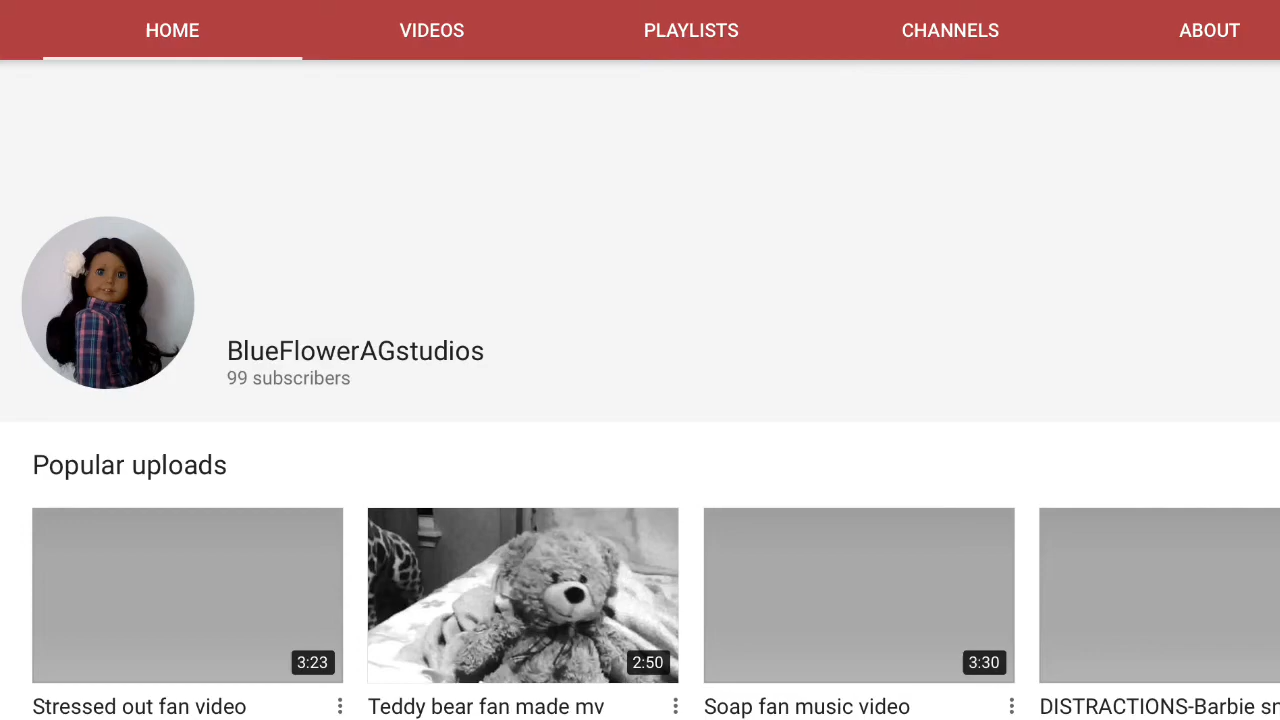 HOME VIDEOS PLAYLISTS CHANNELS ABOUT
BlueFlowerAGstudios
99 subscribers
Popular uploads
3:23 2:50 3:30
Stressed out fan video Teddy bear fan made mv Soap fan music video DISTRACTIONS-Barbie